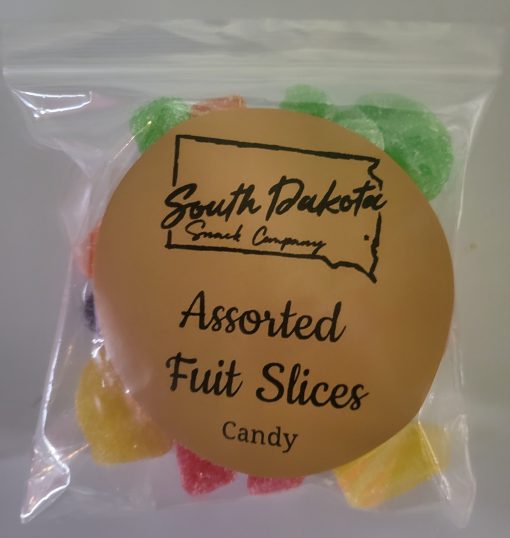 South Dakota
Snack Company
Assorted
Fuit Slices
Candy